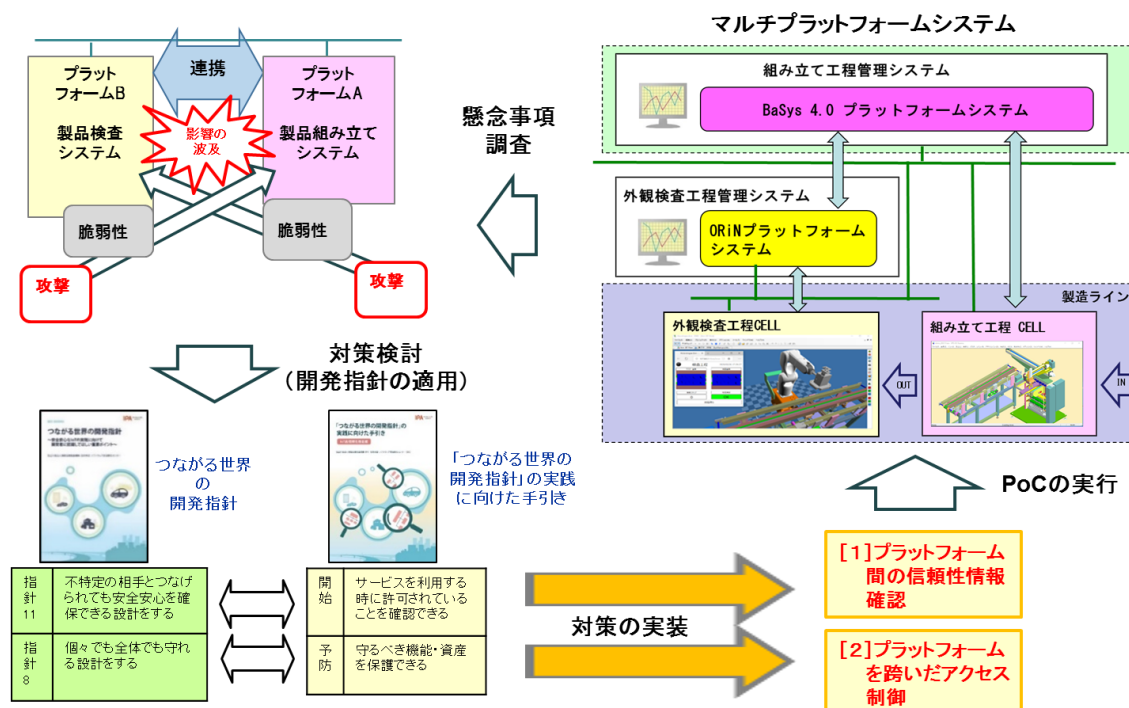 マルチプラットフォームシステム
プラット
フォームB
製品検査
システム
連携
プラット
フォームA
製品組み立て
システム
影響の
波及
脆弱性
脆弱性
攻撃
攻撃
懸念事項
調査
組み立て工程管理システム
BaSys 4.0 プラットフォームシステム
外観検査工程管理システム
ORiNプラットフォーム
システム
製造ライン
外観検査工程CELL
組み立て工程 CELL
OUT
IN
対策検討
（開発指針の適用）
IPA
つながる世界の開発指針
つながる世界
の
開発指針
IPA
「つながる世界の開発指針」の
実践に向けた手引き
「つながる世界の
開発指針」の実践
に向けた手引き
PoCの実行
指
針
11
不特定の相手とつなげ
られても安全安心を確
保できる設計をする
指
針
8
個々でも全体でも守れ
る設計をする
開
始
サービスを利用する
時に許可されている
ことを確認できる
予
防
守るべき機能・資産
を保護できる
対策の実装
[1]プラットフォーム
間の信頼性情報
確認
[2]プラットフォーム
を跨いだアクセス
制御